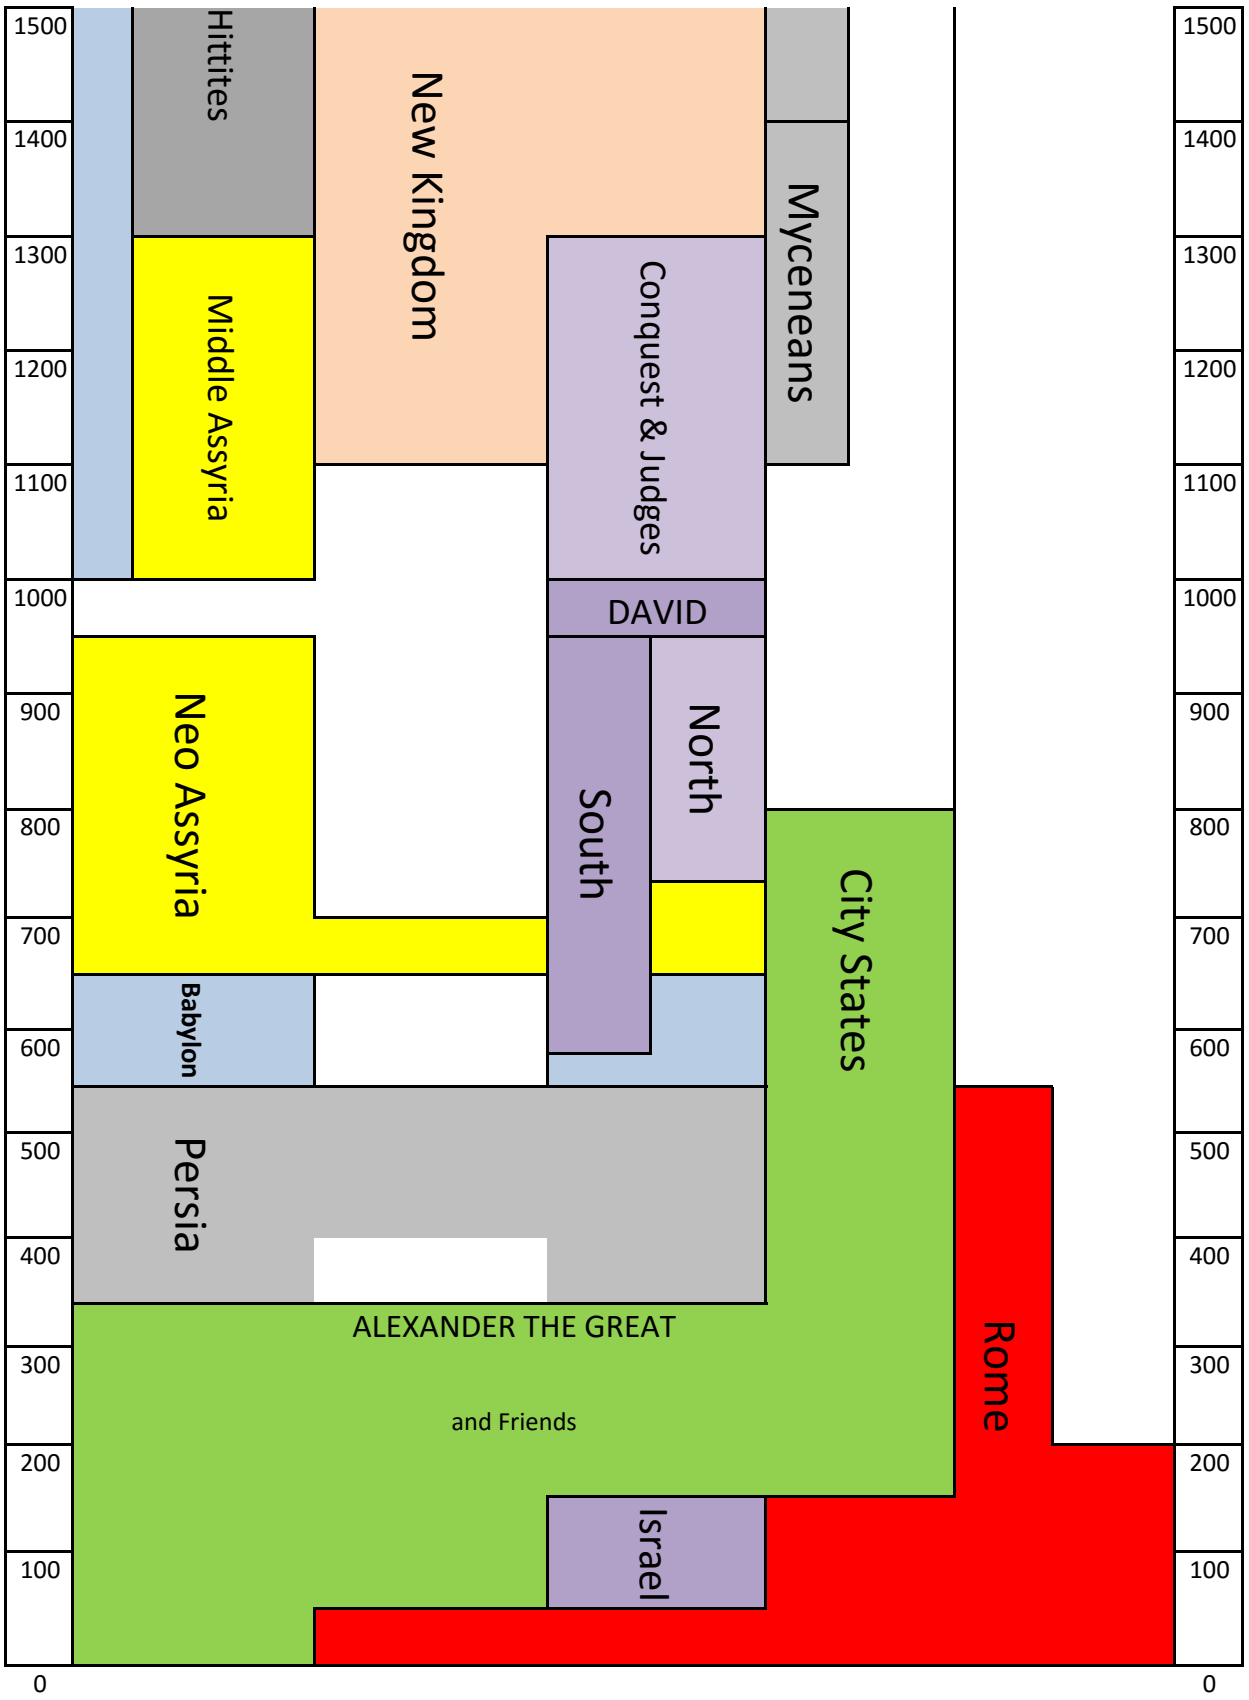 1500
1500
Hittites
New Kingdom
1400
1400
Myceneans
1300
1300
Middle Assyria
Conquest & Judges
1200
1200
1100
1100
1000
DAVID
1000
900
900
Neo Assyria
North
South
800
800
City States
700
700
Babylon
600
600
500
500
Persia
400
400
ALEXANDER THE GREAT
Rome
300
300
and Friends
200
200
Israel
100
100
0
0